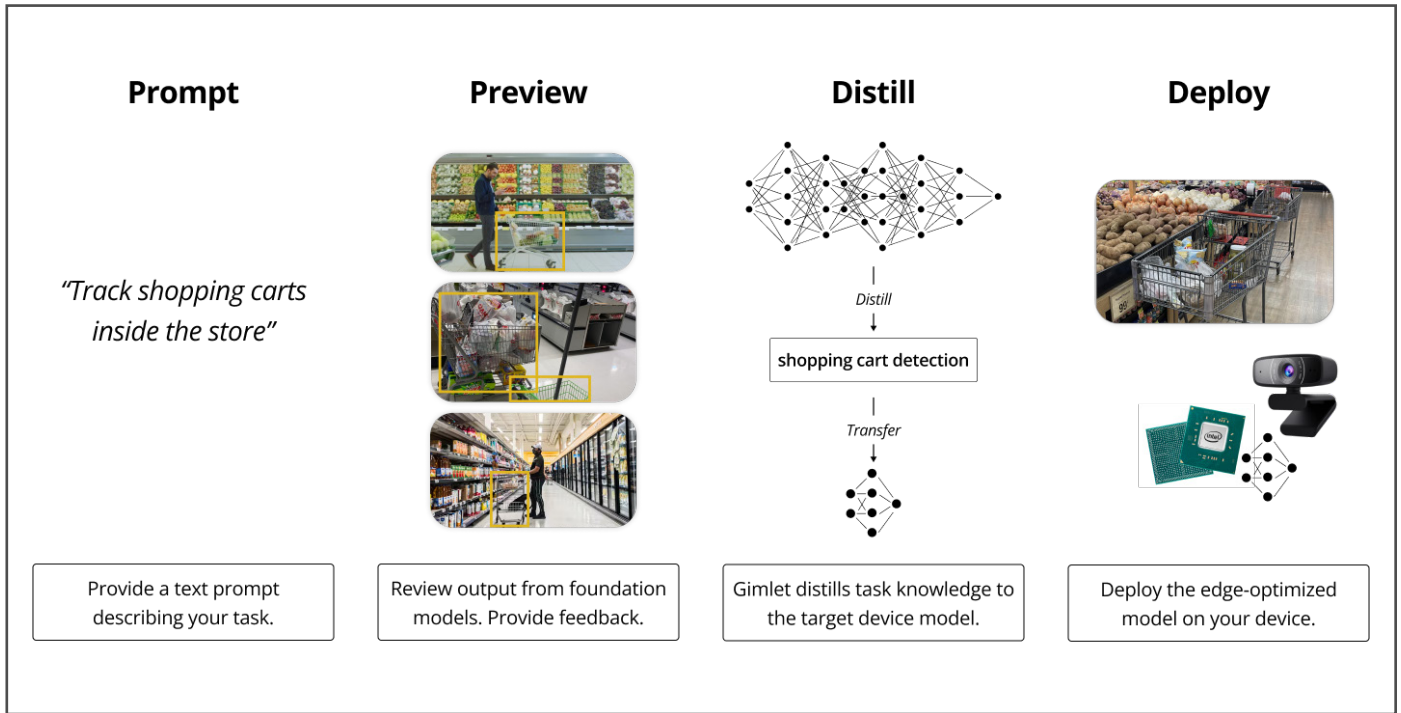 Prompt
Preview
Distill
Deploy
“Track shopping carts
inside the store”
Distill
shopping cart detection
Transfer
intel
Provide a text prompt
describing your task.
Review output from foundation
models. Provide feedback.
Gimlet distills task knowledge to
the target device model.
Deploy the edge-optimized
model on your device.